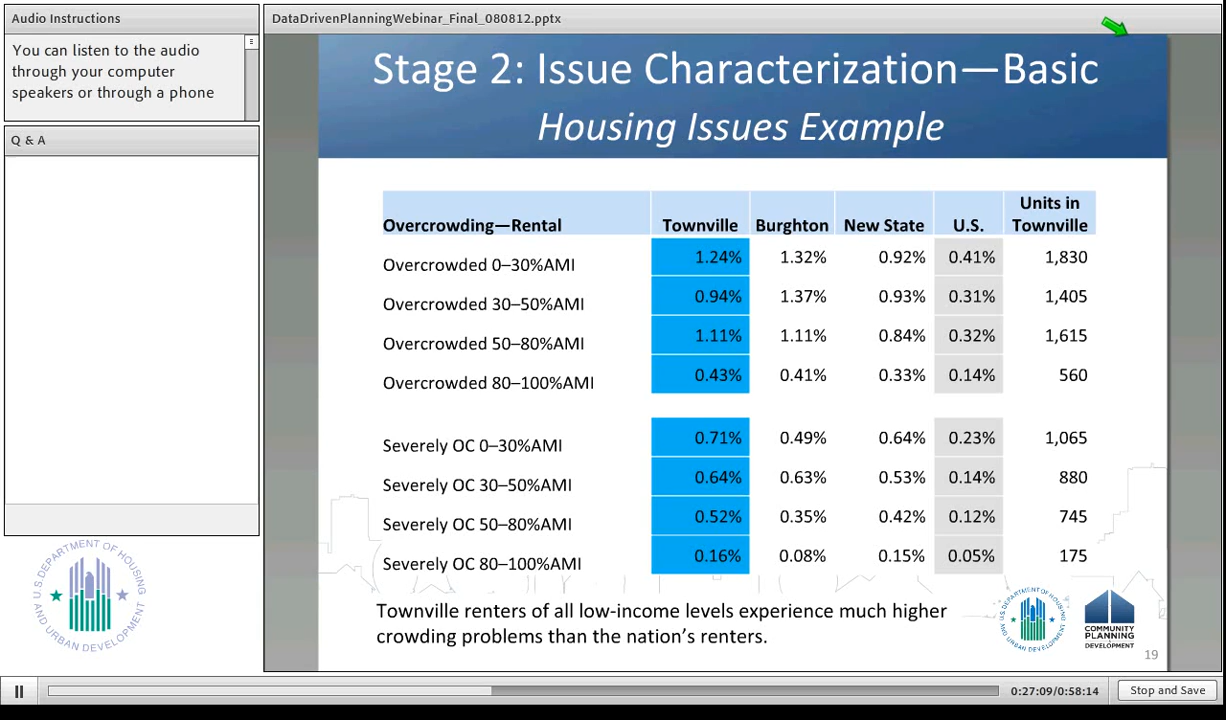 Audio Instructions
You can listen to the audio
through your computer
speakers or through a phone
Q & A
DataDrivenPlanningWebinar_Final_080812.pptx
Stage 2: Issue Characterization—Basic
Housing Issues Example
Overcrowding—Rental Townville Burghton New State U.S. Units in Townville
Overcrowded 0–30%AMI 1.24% 1.32% 0.92% 0.41% 1,830
Overcrowded 30–50%AMI 0.94% 1.37% 0.93% 0.31% 1,405
Overcrowded 50–80%AMI 1.11% 1.11% 0.84% 0.32% 1,615
Overcrowded 80–100%AMI 0.43% 0.41% 0.33% 0.14% 560
Severely OC 0–30%AMI 0.71% 0.49% 0.64% 0.23% 1,065
Severely OC 30–50%AMI 0.64% 0.63% 0.53% 0.14% 880
Severely OC 50–80%AMI 0.52% 0.35% 0.42% 0.12% 745
Severely OC 80–100%AMI 0.16% 0.08% 0.15% 0.05% 175
Townville renters of all low-income levels experience much higher
crowding problems than the nation's renters.
U.S. DEPARTMENT OF HOUSING AND URBAN DEVELOPMENT
U.S. DEPARTMENT OF HOUSING AND URBAN DEVELOPMENT
COMMUNITY
PLANNING
DEVELOPMENT
19
0:27:09/0:58:14
Stop and Save